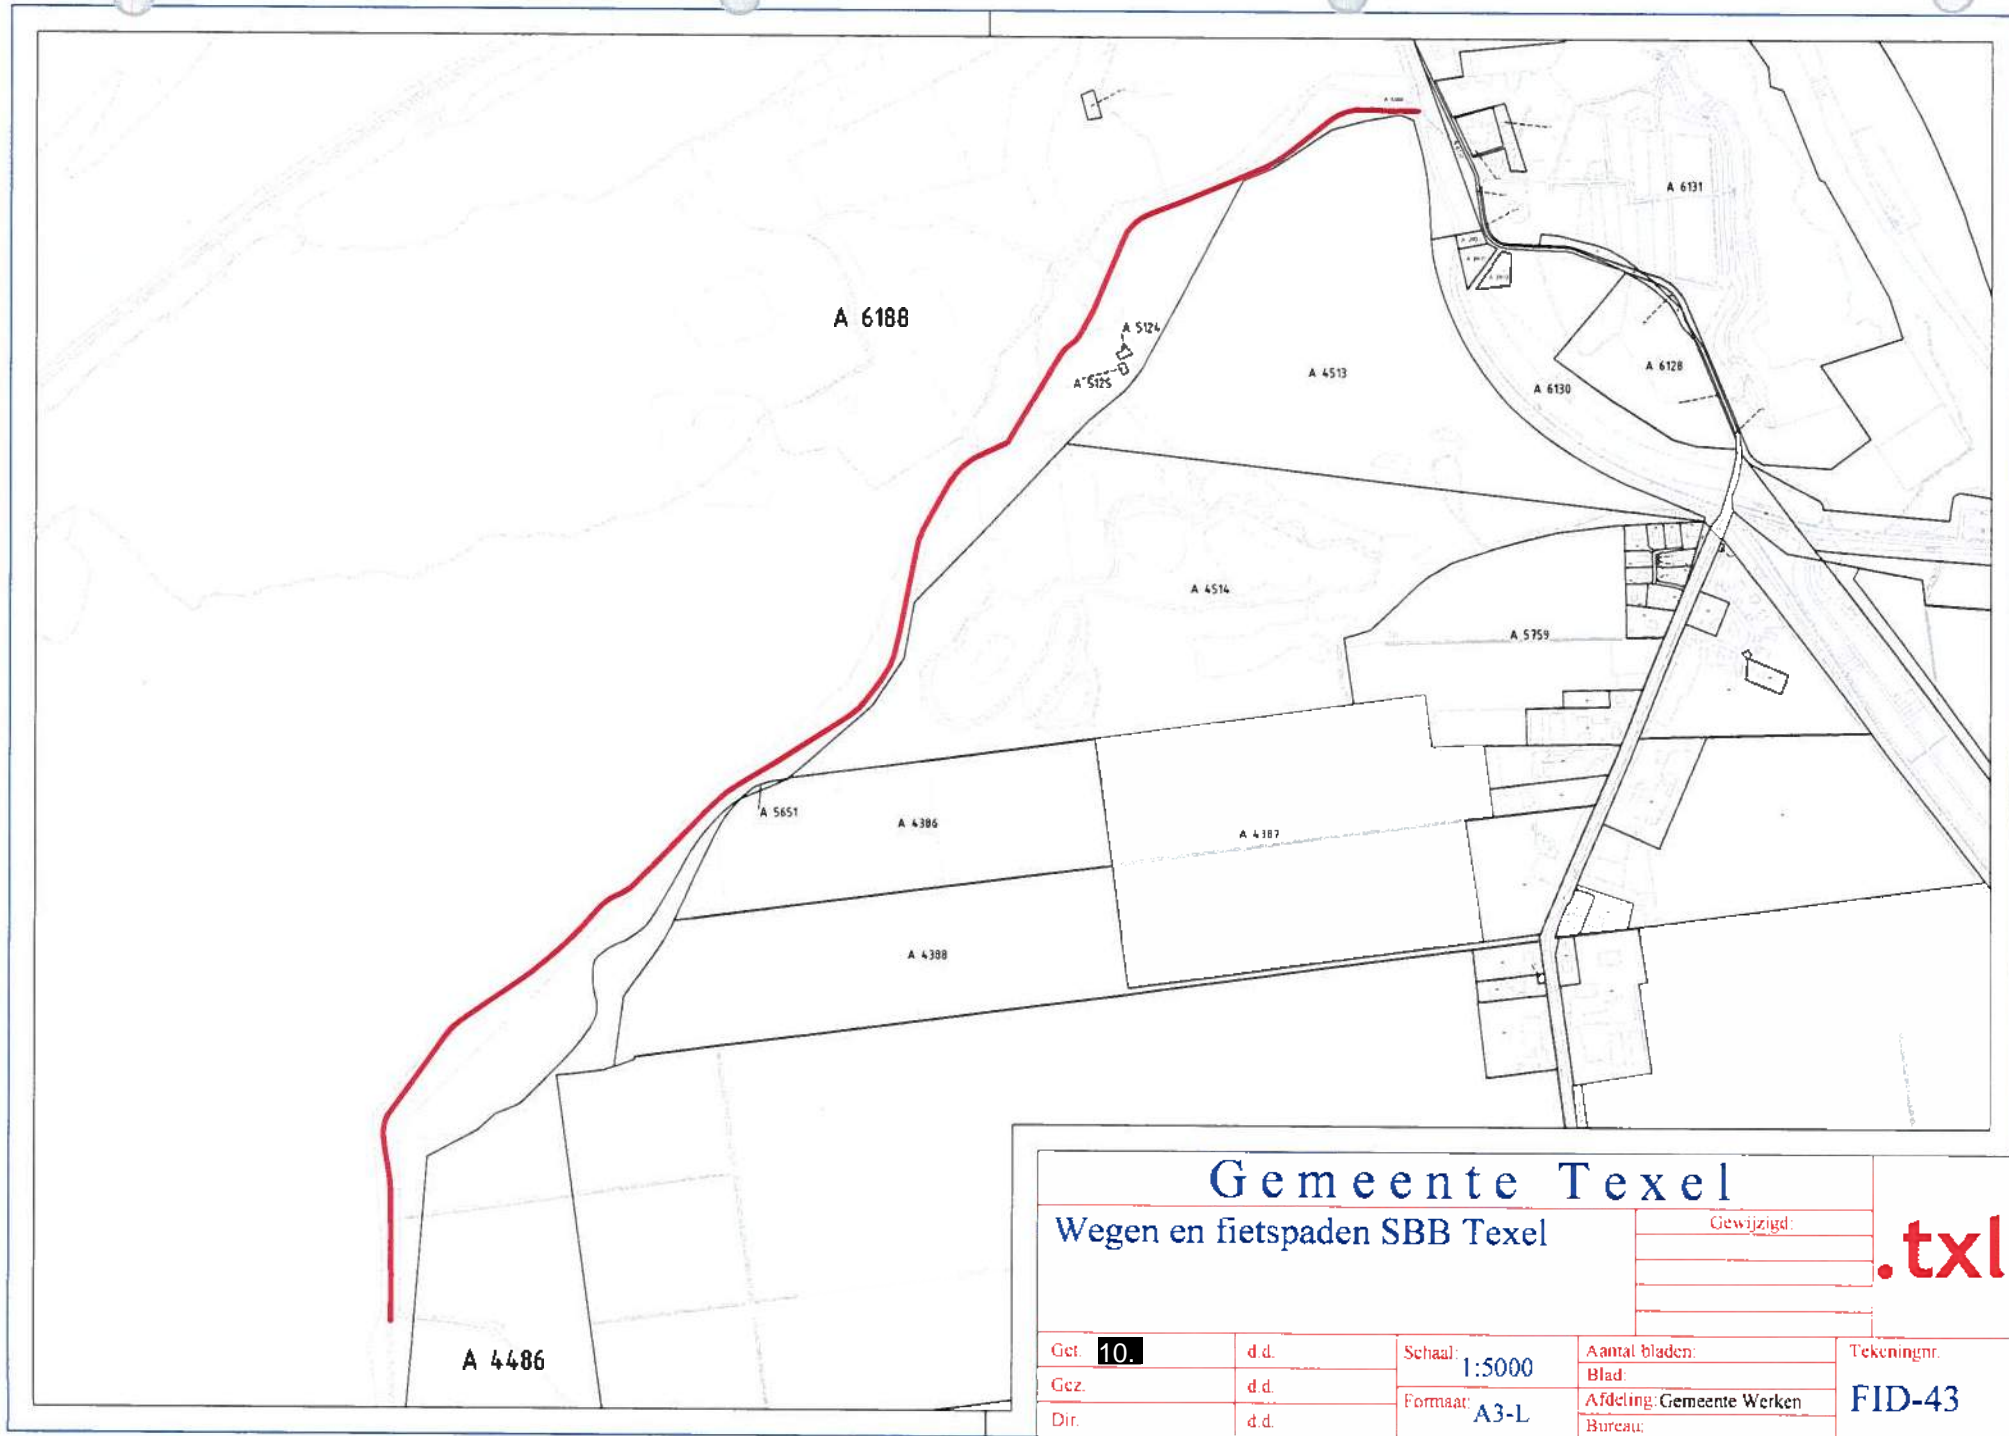 A 6131
A 6188
A 5124
A 5125
A 4513
A 6128
A 6130
A 4514
A 5759
A 5651
A 4386
A 4387
A 4388
A 4486
Gemeente Texel
Wegen en fietspaden SBB Texel
Gewijzigd:
.txl
Get. 10.
d.d.
Schaal: 1:5000
Aantal bladen:
Tekeningnr.
Gez.
d.d.
Blad:
Formaat: A3-L
Afdeling: Gemeente Werken
FID-43
Dir.
d.d.
Bureau: